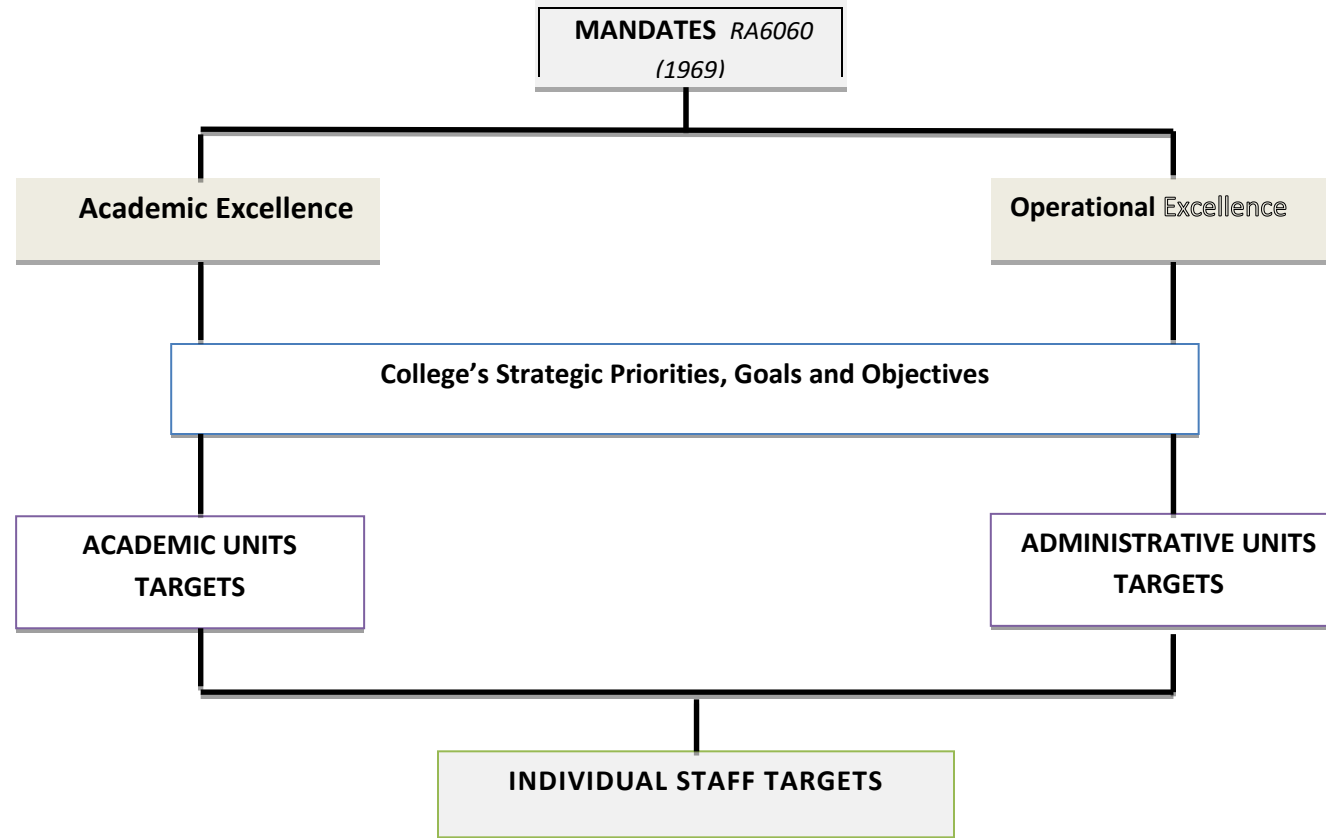 MANDATES RA6060
(1969)
Academic Excellence
Operational Excellence
College’s Strategic Priorities, Goals and Objectives
ACADEMIC UNITS
TARGETS
ADMINISTRATIVE UNITS
TARGETS
INDIVIDUAL STAFF TARGETS